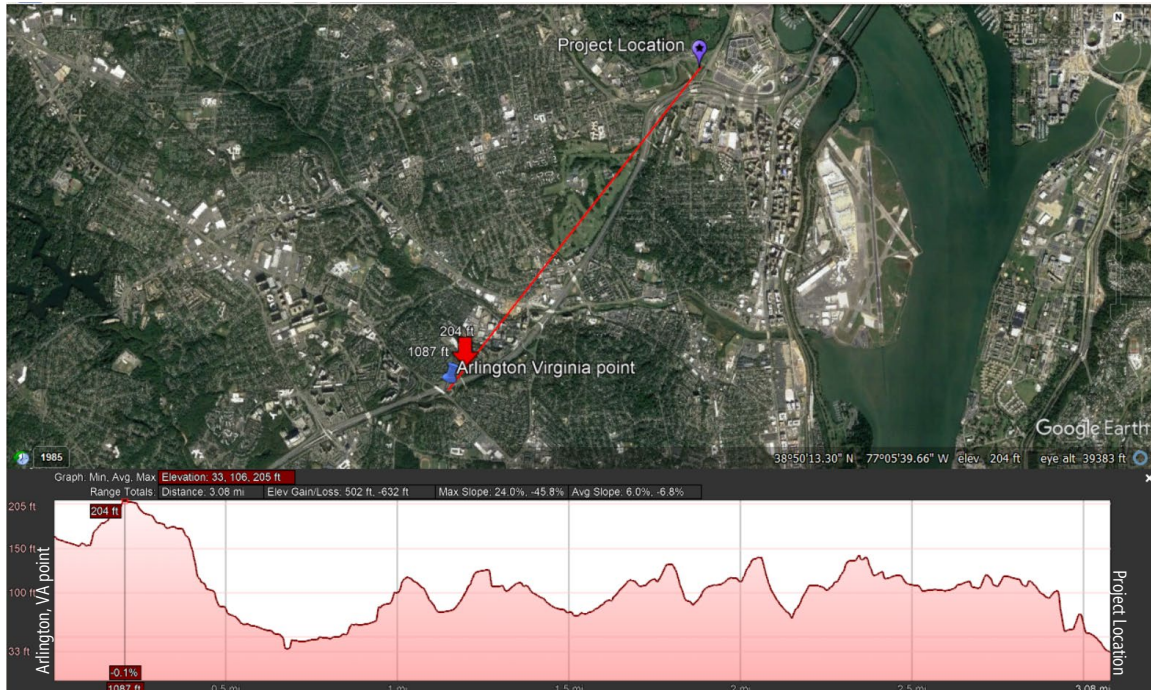 N
Project Location
204 ft
1087 ft
Arlington Virginia point
Google Earth
1985
38°50'13.30" N 77°05'39.66" W elev 204 ft eye alt 39383 ft
Graph: Min, Avg, Max Elevation: 33, 106, 205 ft
Range Totals: Distance: 3.08 mi Elev Gain/Loss: 502 ft, -632 ft Max Slope: 24.0%, -45.8% Avg Slope: 6.0%, -6.8%
205 ft
204 ft
150 ft
100 ft
33 ft
Arlington, VA point
Project Location
-0.1%
1087 ft
0.5 mi
1 mi
1.5 mi
2 mi
2.5 mi
3.08 mi